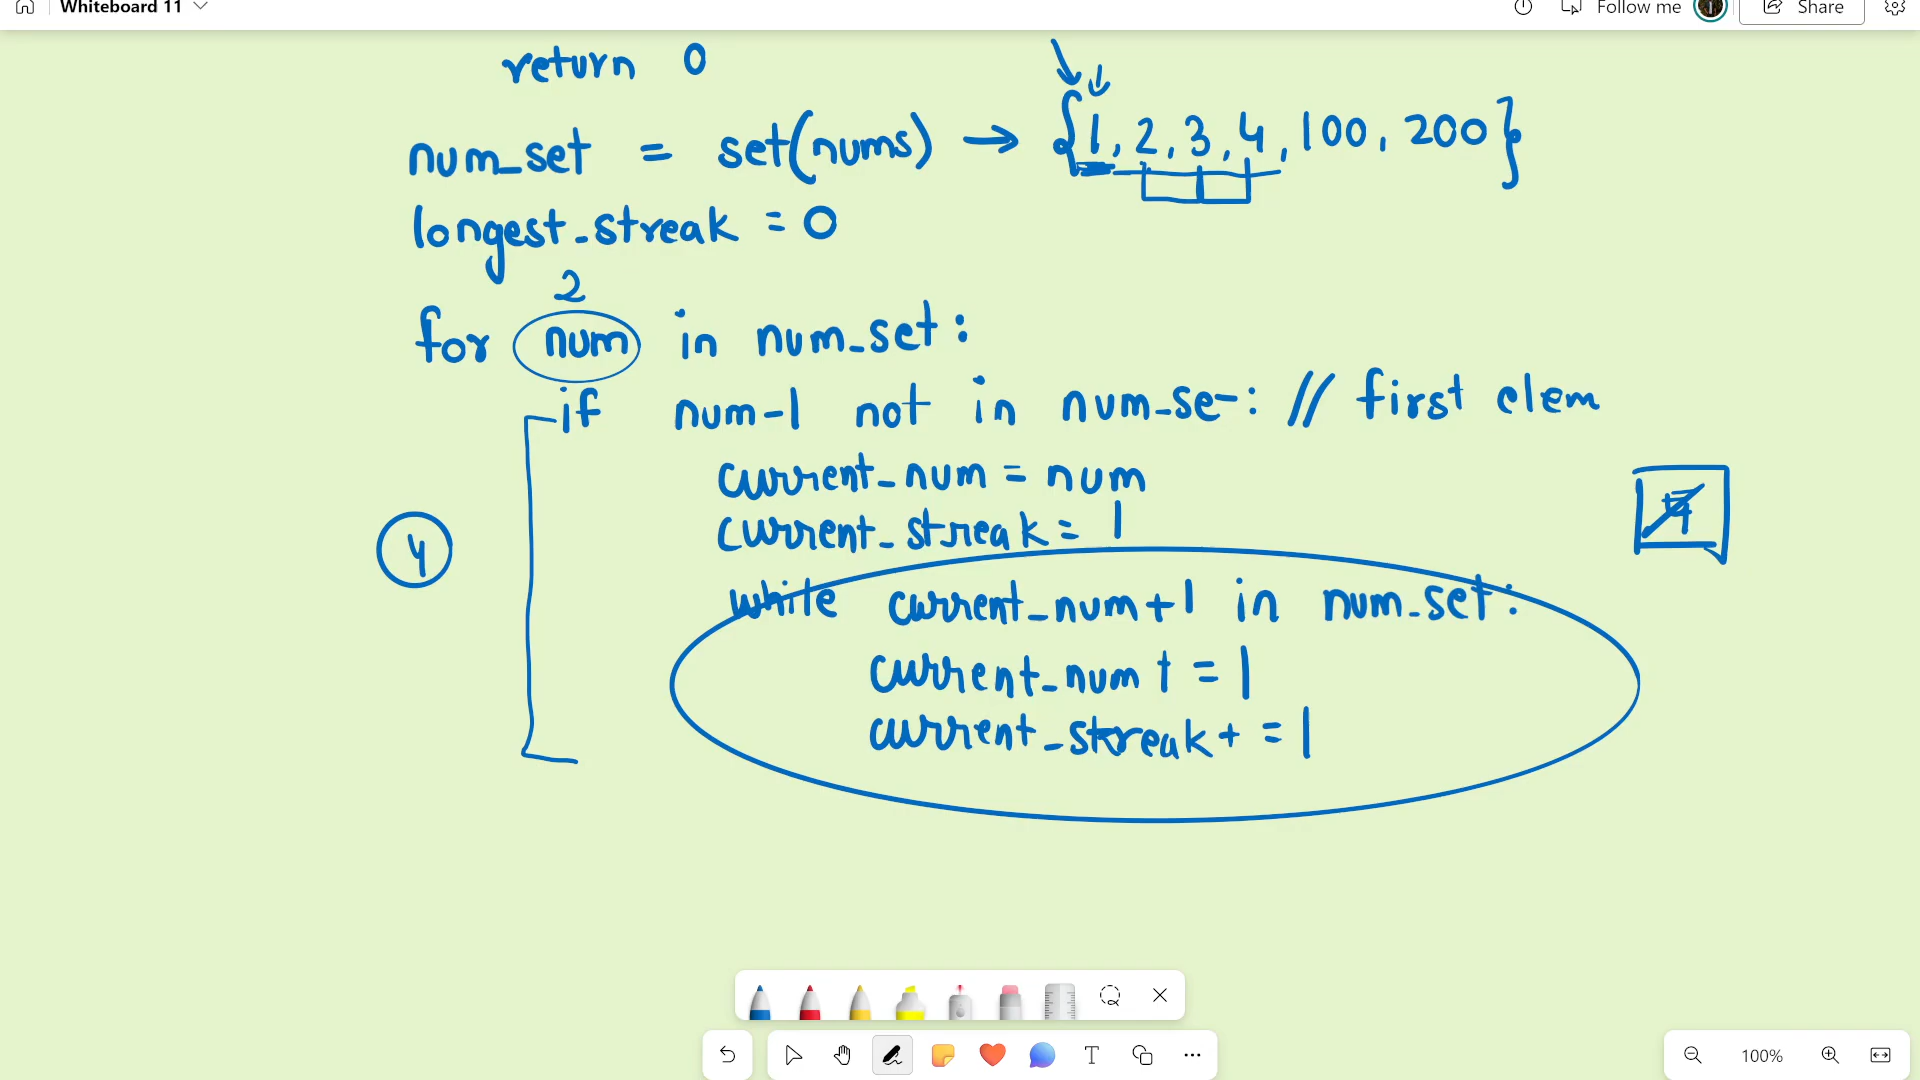 Whiteboard 11
Follow me
Share
return 0
num_set = set(nums) → {1, 2, 3, 4, 100, 200}
longest_streak = 0
2
for num in num_set:
if num-1 not in num_se-: // first elem
current_num = num
current_streak = 1
4
while current_num+1 in num_set:
current_num += 1
current_streak += 1
T
100%